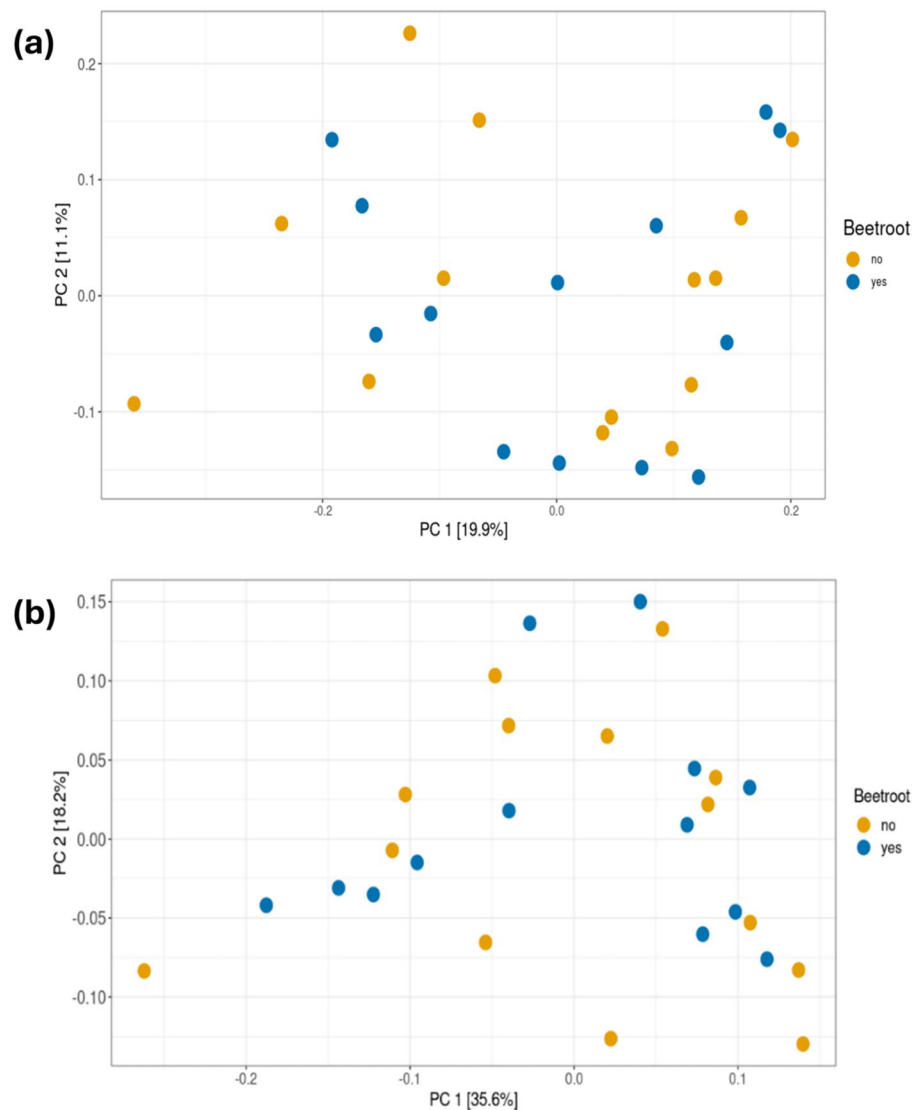 (a)
0.2
0.1
0.0
-0.1
PC 2 [11.1%]
-0.2
0.0
0.2
PC 1 [19.9%]
Beetroot
no
yes
(b)
0.15
0.10
0.05
0.00
-0.05
-0.10
PC 2 [18.2%]
-0.2
-0.1
0.0
0.1
PC 1 [35.6%]
Beetroot
no
yes